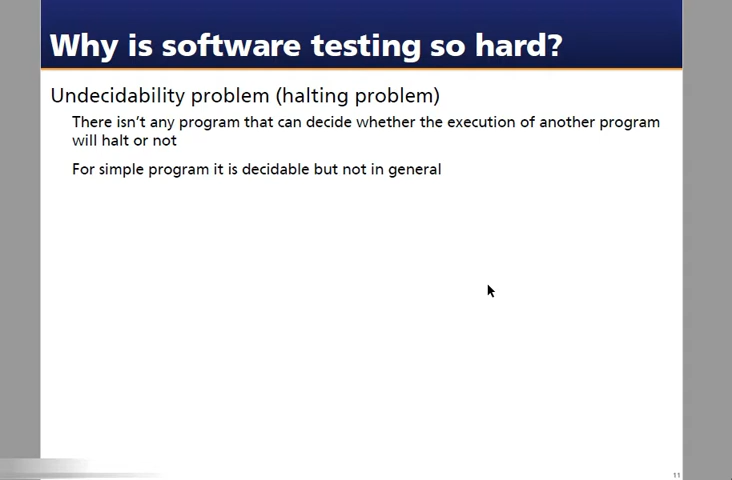 Why is software testing so hard?
Undecidability problem (halting problem)
There isn't any program that can decide whether the execution of another program
will halt or not
For simple program it is decidable but not in general
11